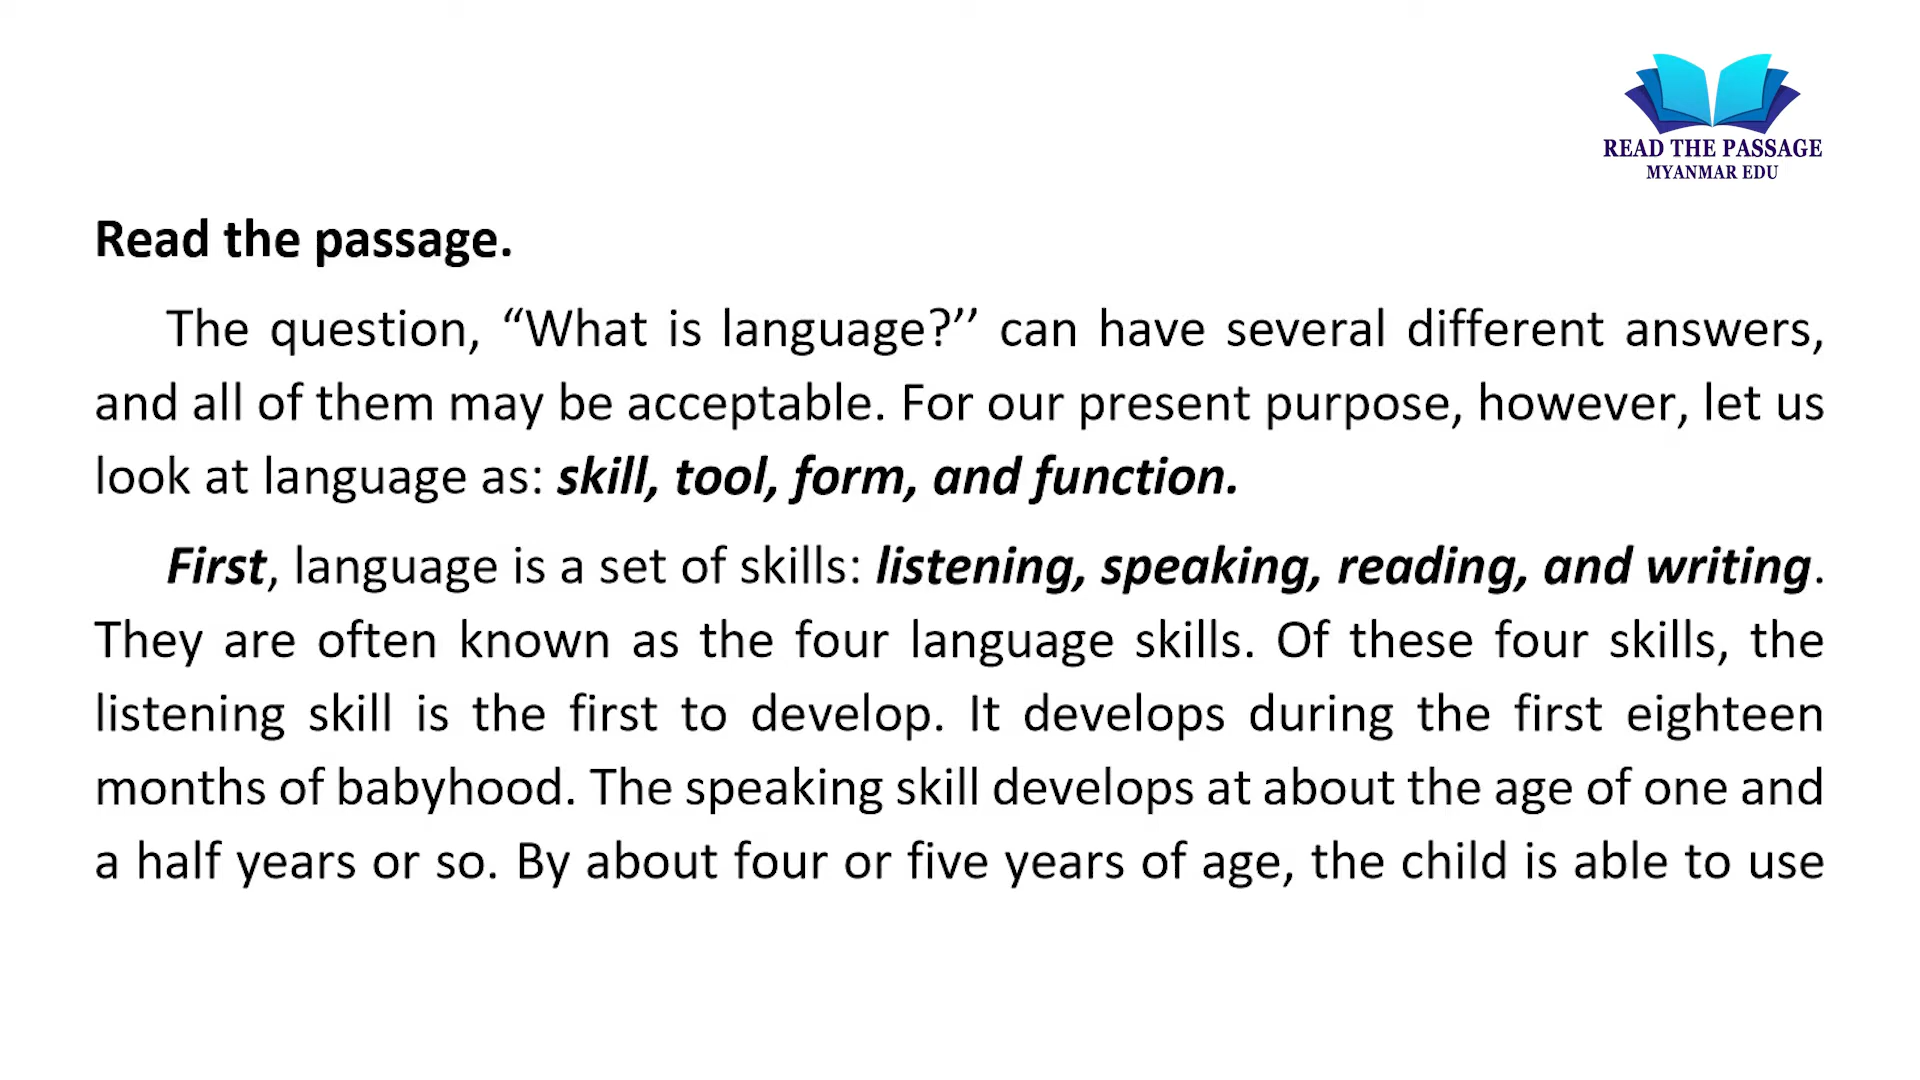 READ THE PASSAGE
MYANMAR EDU
Read the passage.
The question, “What is language?’’ can have several different answers,
and all of them may be acceptable. For our present purpose, however, let us
look at language as: skill, tool, form, and function.
First, language is a set of skills: listening, speaking, reading, and writing.
They are often known as the four language skills. Of these four skills, the
listening skill is the first to develop. It develops during the first eighteen
months of babyhood. The speaking skill develops at about the age of one and
a half years or so. By about four or five years of age, the child is able to use